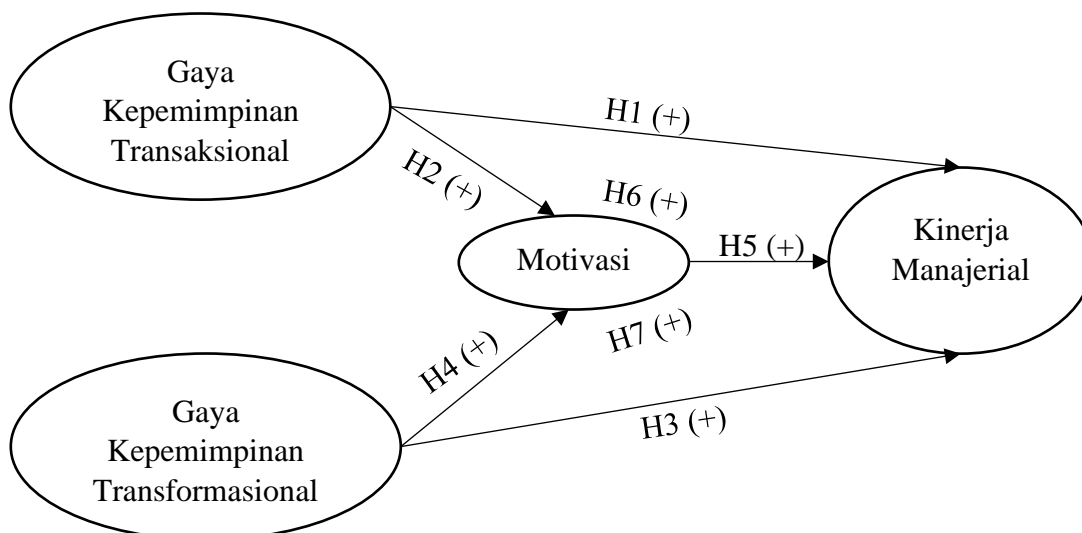 Gaya
Kepemimpinan
Transaksional
H1 (+)
H2 (+)
H6 (+)
Motivasi
H5 (+)
Kinerja
Manajerial
H7 (+)
H4 (+)
H3 (+)
Gaya
Kepemimpinan
Transformasional